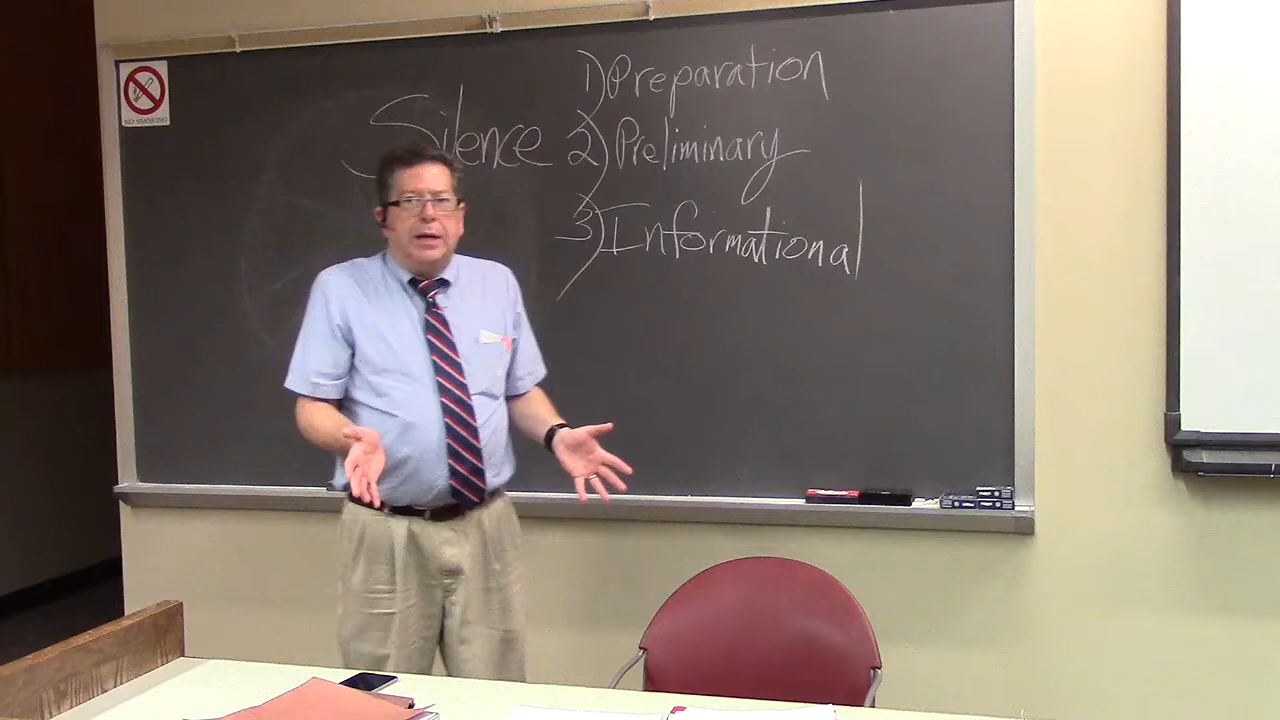 1) Preparation
Silence 2) Preliminary
3) Informational
NO SMOKING